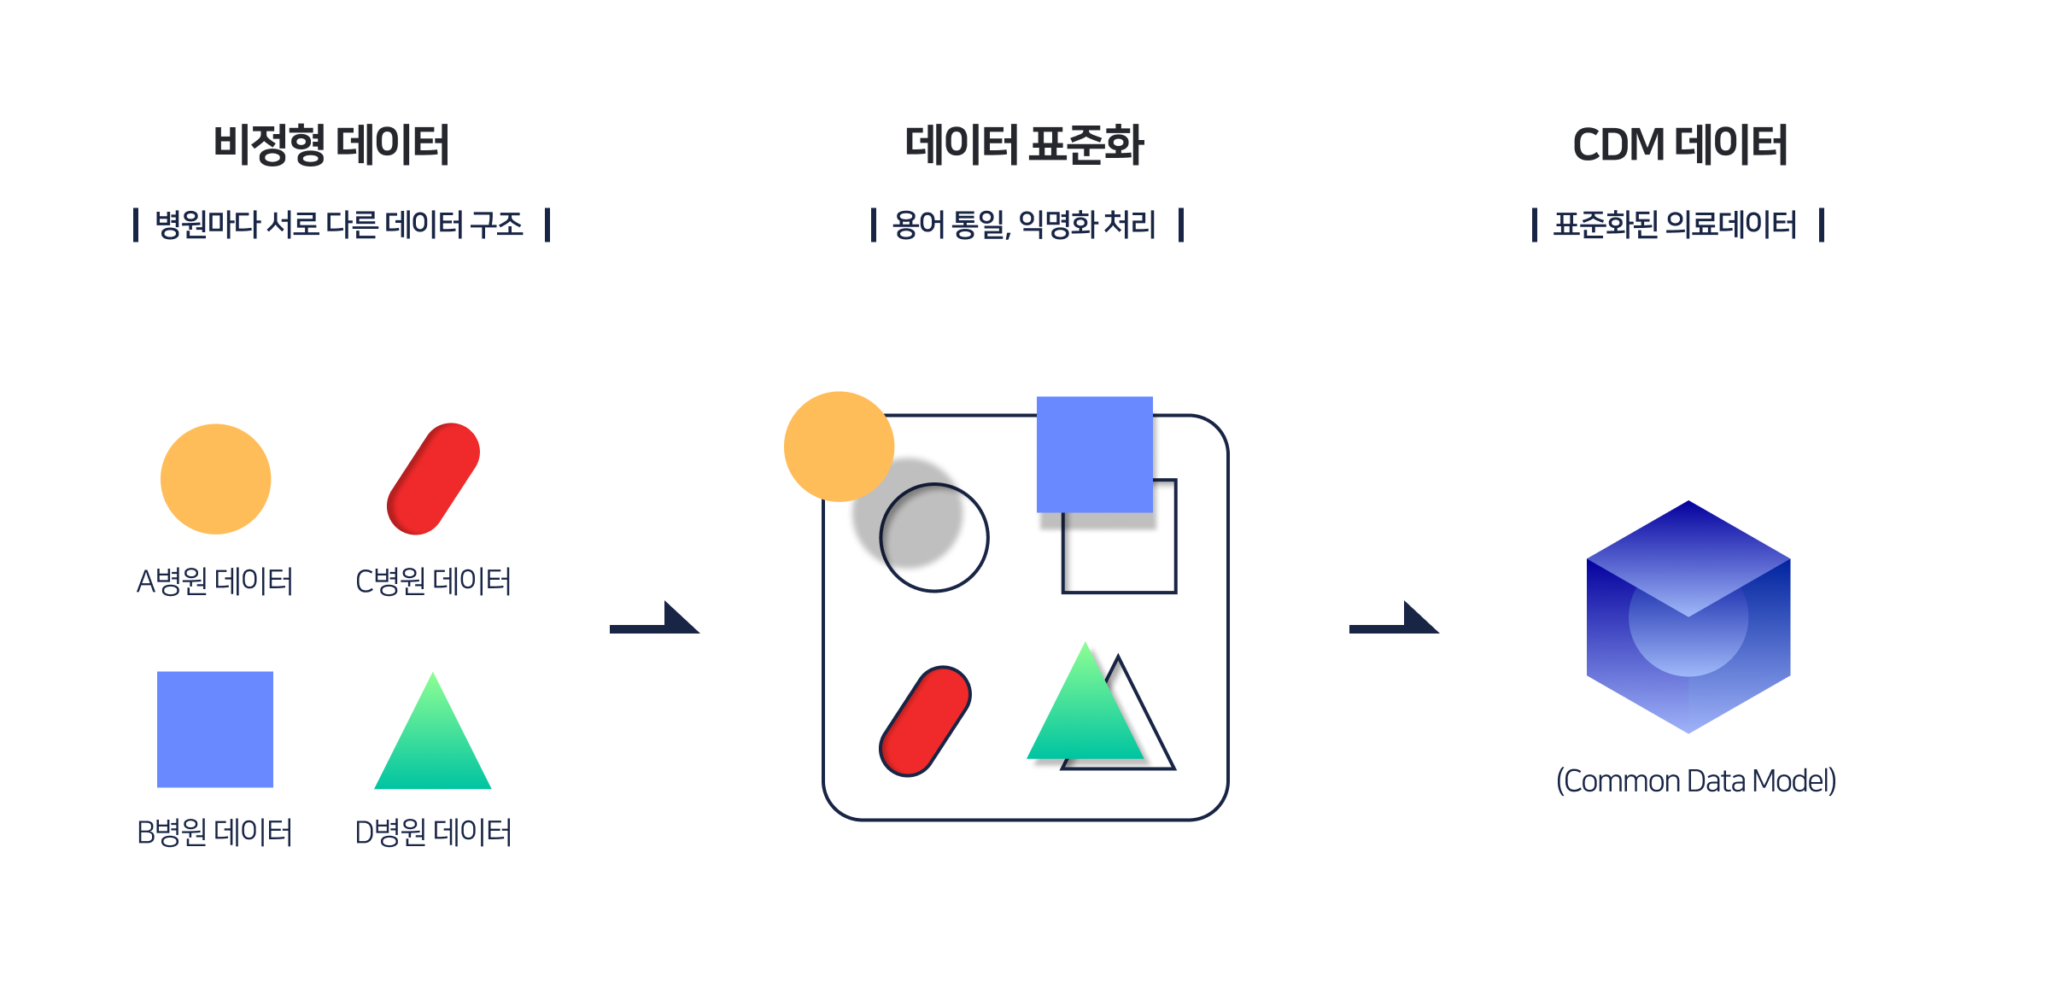 비정형 데이터
병원마다 서로 다른 데이터 구조
A병원 데이터
C병원 데이터
B병원 데이터
D병원 데이터
데이터 표준화
용어 통일, 익명화 처리
CDM 데이터
표준화된 의료데이터
(Common Data Model)